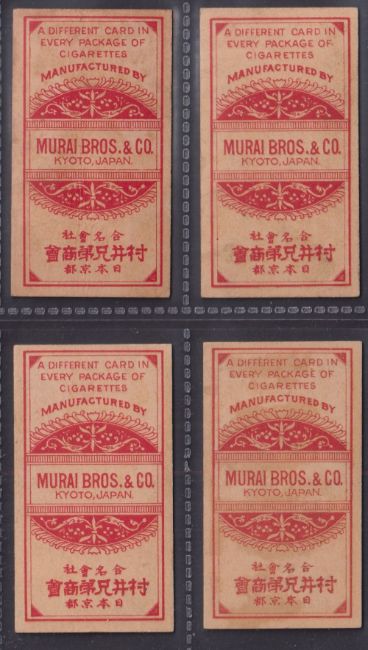 A DIFFERENT CARD IN
EVERY PACKAGE OF
CIGARETTES
MANUFACTURED BY
MURAI BROS. & CO.
KYOTO, JAPAN.
社會名合
會商弟兄井村
都京本日
A DIFFERENT CARD IN
EVERY PACKAGE OF
CIGARETTES
MANUFACTURED BY
MURAI BROS. & CO.
KYOTO, JAPAN.
社會名合
會商弟兄井村
都京本日
A DIFFERENT CARD IN
EVERY PACKAGE OF
CIGARETTES
MANUFACTURED BY
MURAI BROS. & CO.
KYOTO, JAPAN.
社會名合
會商弟兄井村
都京本日
A DIFFERENT CARD IN
EVERY PACKAGE OF
CIGARETTES
MANUFACTURED BY
MURAI BROS. & CO.
KYOTO, JAPAN.
社會名合
會商弟兄井村
都京本日